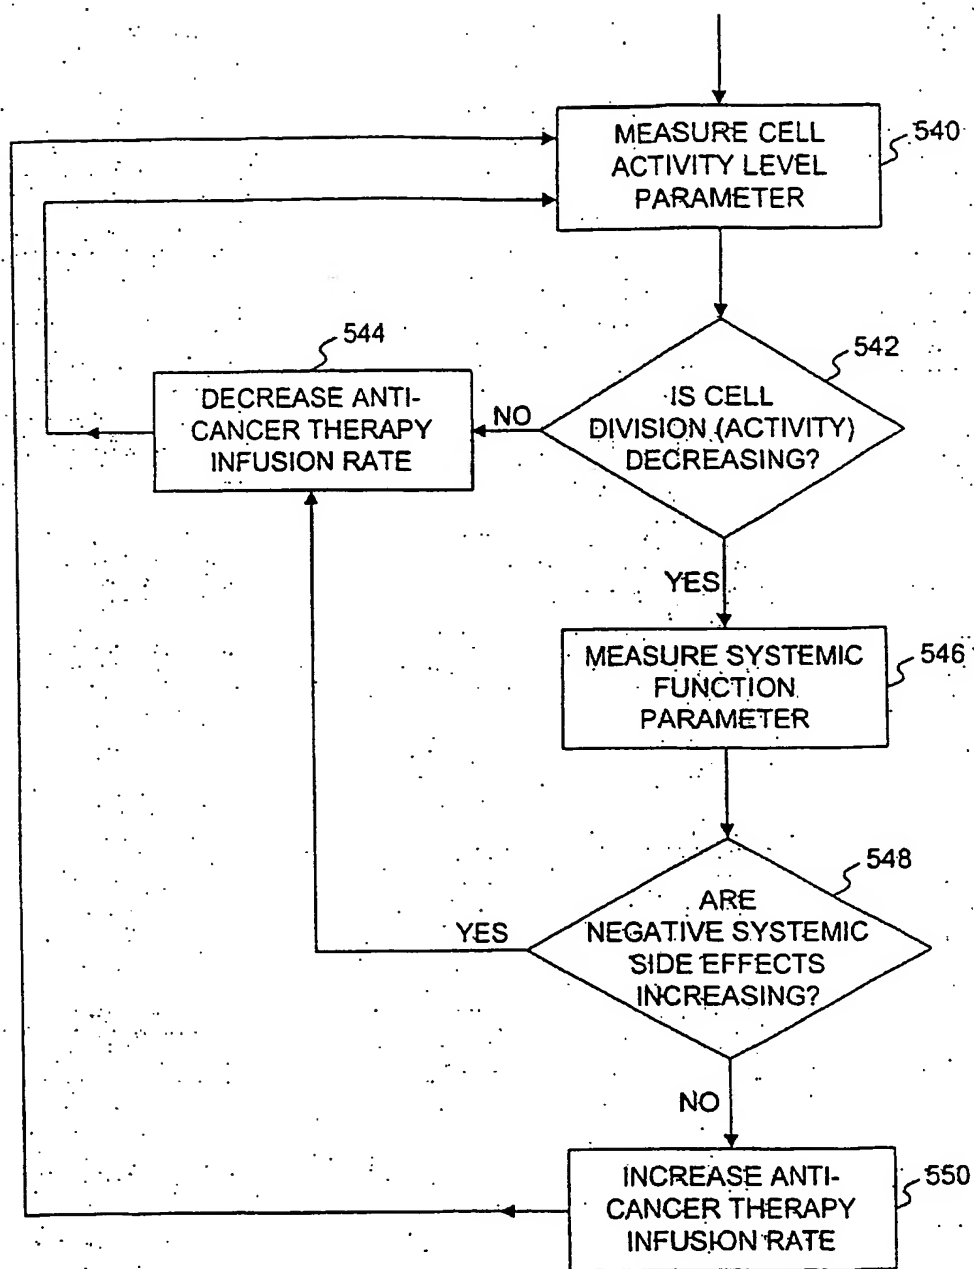 MEASURE CELL
ACTIVITY LEVEL
PARAMETER
540
542
IS CELL
DIVISION (ACTIVITY)
DECREASING?
544
DECREASE ANTI-
CANCER THERAPY
INFUSION RATE
NO
YES
MEASURE SYSTEMIC
FUNCTION
PARAMETER
546
548
ARE
NEGATIVE SYSTEMIC
SIDE EFFECTS
INCREASING?
YES
NO
INCREASE ANTI-
CANCER THERAPY
INFUSION RATE
550